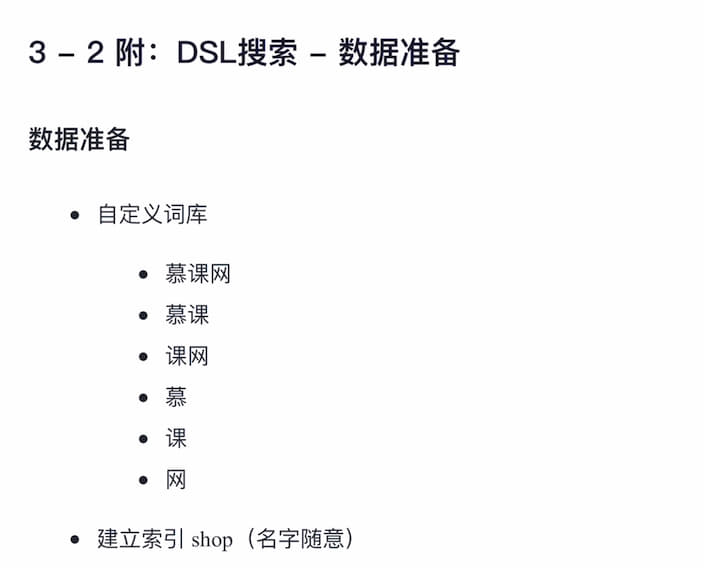 3 – 2 附：DSL搜索 – 数据准备
数据准备
自定义词库
慕课网
慕课
课网
慕
课
网
建立索引 shop（名字随意）